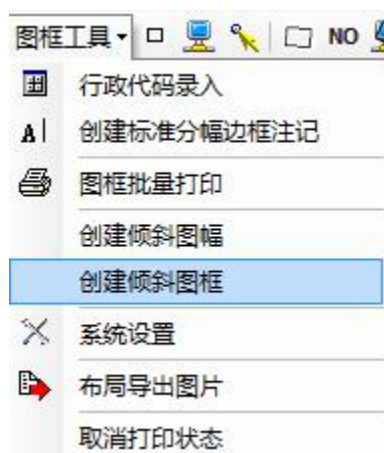 图框工具 NO
行政代码录入
A 创建标准分幅边框注记
图框批量打印
创建倾斜图幅
创建倾斜图框
系统设置
布局导出图片
取消打印状态